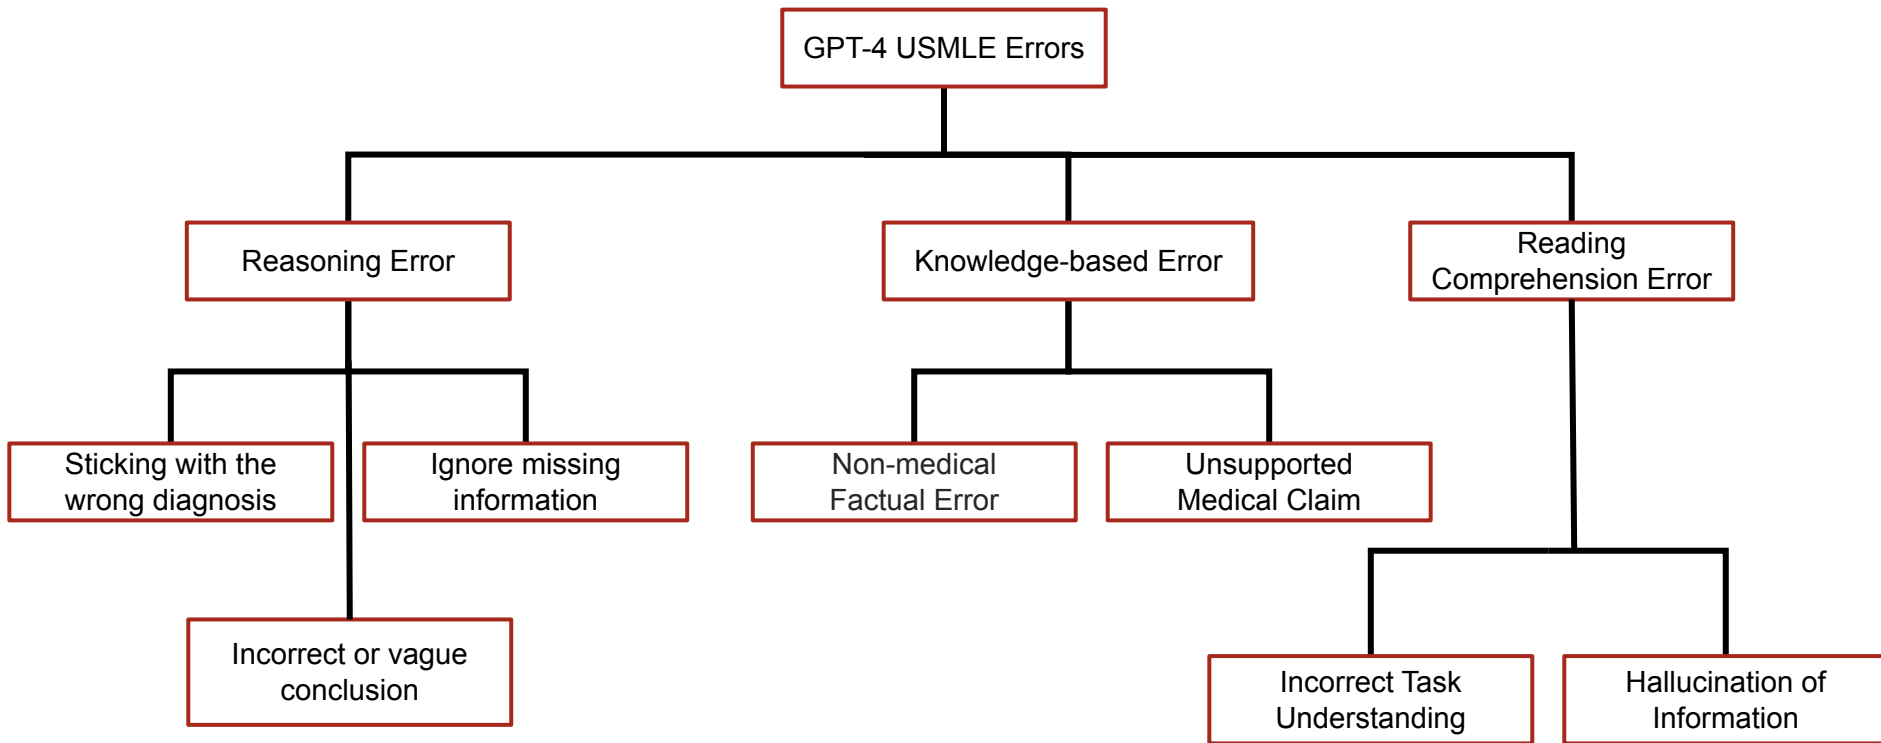 GPT-4 USMLE Errors
Reasoning Error
Knowledge-based Error
Reading
Comprehension Error
Sticking with the
wrong diagnosis
Ignore missing
information
Non-medical
Factual Error
Unsupported
Medical Claim
Incorrect or vague
conclusion
Incorrect Task
Understanding
Hallucination of
Information